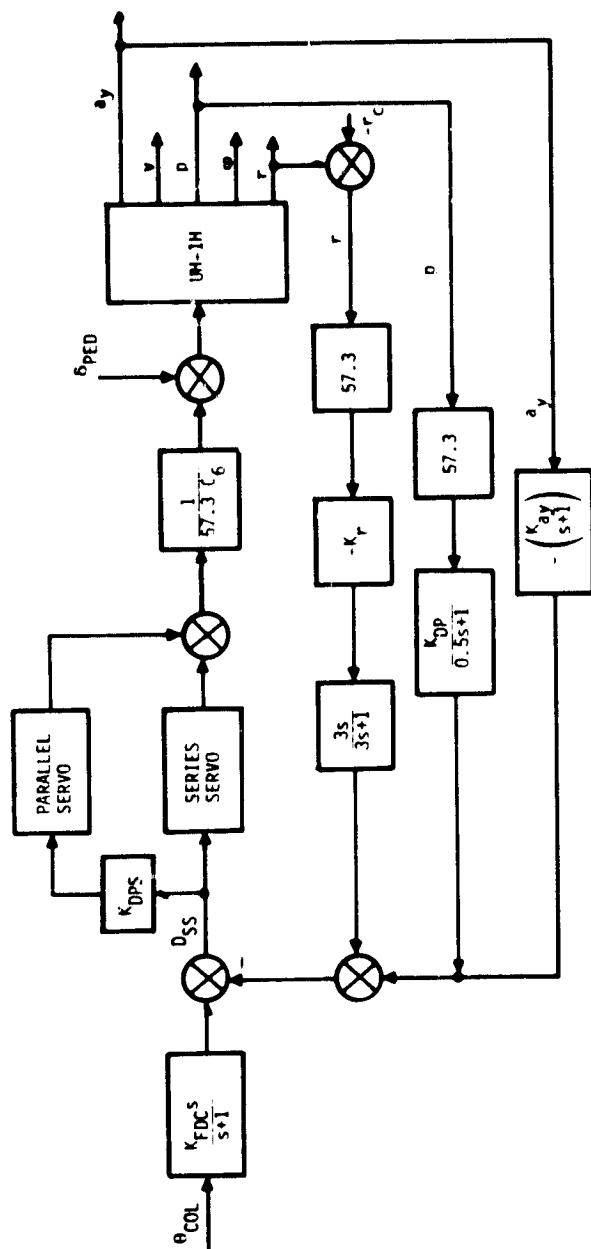 θ_COL
K_FDC s
s+1
D_SS
-
K_DPS
PARALLEL
SERVO
SERIES
SERVO
1
57.3 C_6
δ_PED
UH-1H
a_y
v
p
φ
r
-r_c
r
57.3
-K_r
3s
3s+1
p
57.3
K_DP
0.5s+1
a_y
-(K_ay
s+1)